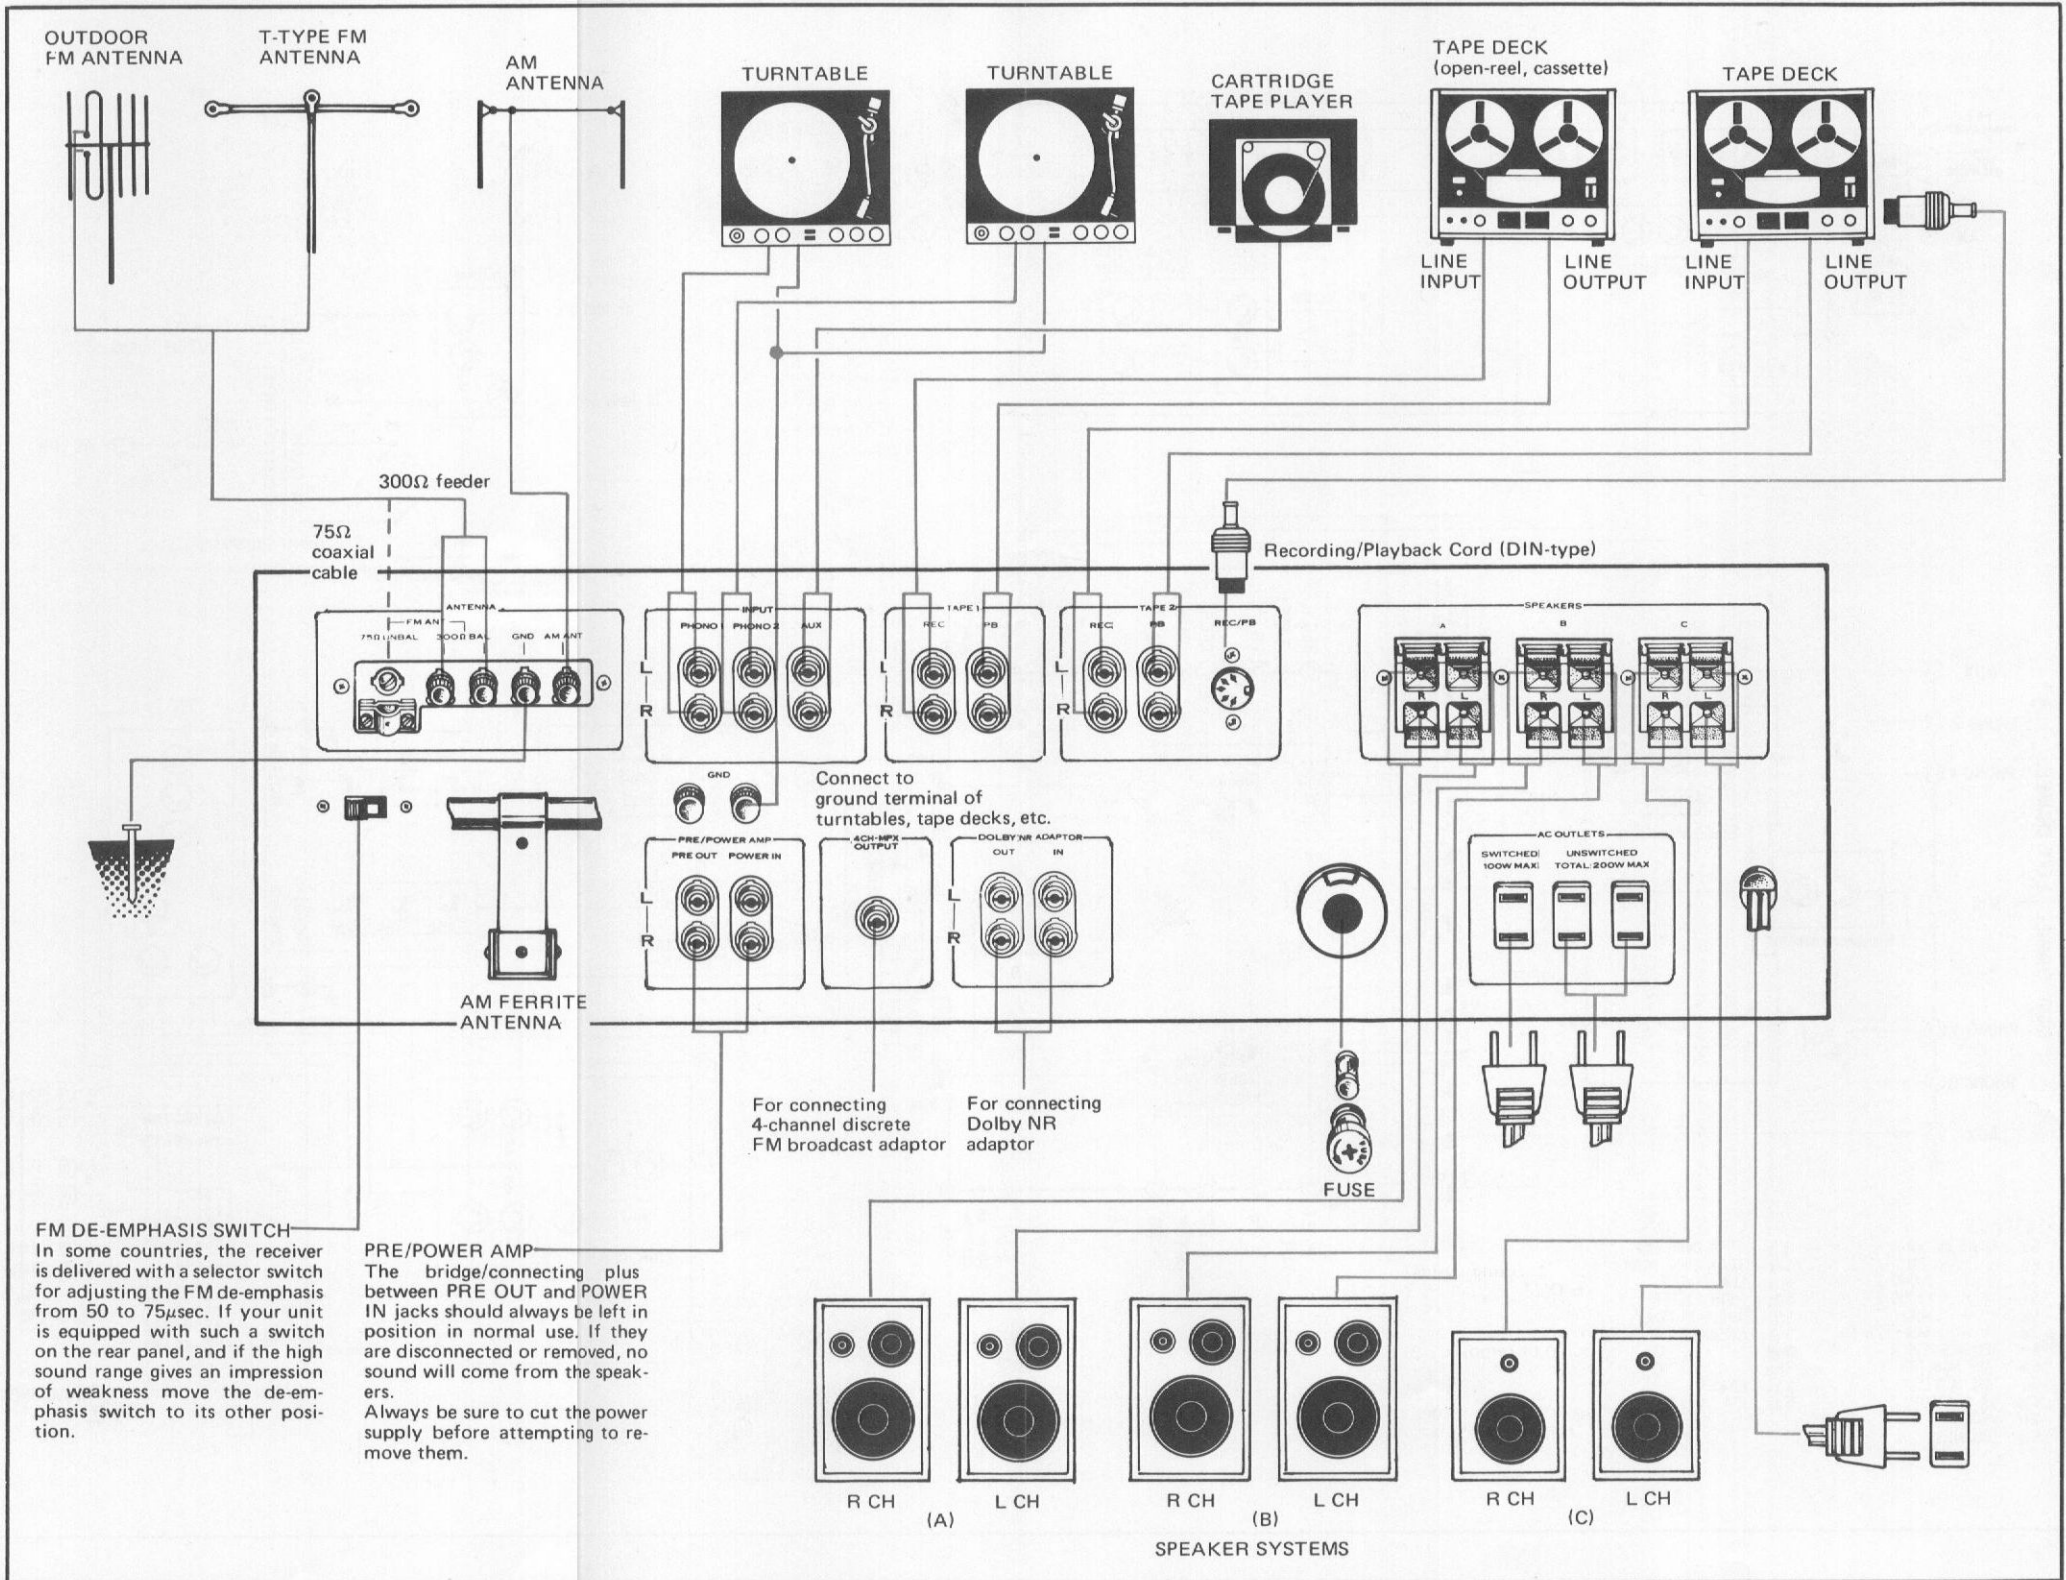 OUTDOOR
FM ANTENNA
T-TYPE FM
ANTENNA
AM
ANTENNA
TURNTABLE
TURNTABLE
CARTRIDGE
TAPE PLAYER
TAPE DECK
(open-reel, cassette)
TAPE DECK
LINE
INPUT
LINE
OUTPUT
LINE
INPUT
LINE
OUTPUT
300Ω feeder
75Ω
coaxial
cable
Recording/Playback Cord (DIN-type)
ANTENNA
FM ANT
75Ω UNBAL
300Ω BAL
GND
AM ANT
INPUT
PHONO 1
PHONO 2
AUX
L
R
TAPE 1
REC
PB
L
R
TAPE 2
REC
PB
REC/PB
L
R
SPEAKERS
A
B
C
R
L
R
L
R
L
GND
Connect to
ground terminal of
turntables, tape decks, etc.
PRE/POWER AMP
PRE OUT
POWER IN
L
R
4CH-MPX
OUTPUT
DOLBY NR ADAPTOR
OUT
IN
L
R
AC OUTLETS
SWITCHED
100W MAX
UNSWITCHED
TOTAL 200W MAX
AM FERRITE
ANTENNA
For connecting
4-channel discrete
FM broadcast adaptor
For connecting
Dolby NR
adaptor
FUSE
FUSE
FM DE-EMPHASIS SWITCH
In some countries, the receiver
is delivered with a selector switch
for adjusting the FM de-emphasis
from 50 to 75μsec. If your unit
is equipped with such a switch
on the rear panel, and if the high
sound range gives an impression
of weakness move the de-em-
phasis switch to its other posi-
tion.
PRE/POWER AMP
The bridge/connecting plus
between PRE OUT and POWER
IN jacks should always be left in
position in normal use. If they
are disconnected or removed, no
sound will come from the speak-
ers.
Always be sure to cut the power
supply before attempting to re-
move them.
R CH
L CH
(A)
R CH
L CH
(B)
R CH
L CH
(C)
SPEAKER SYSTEMS